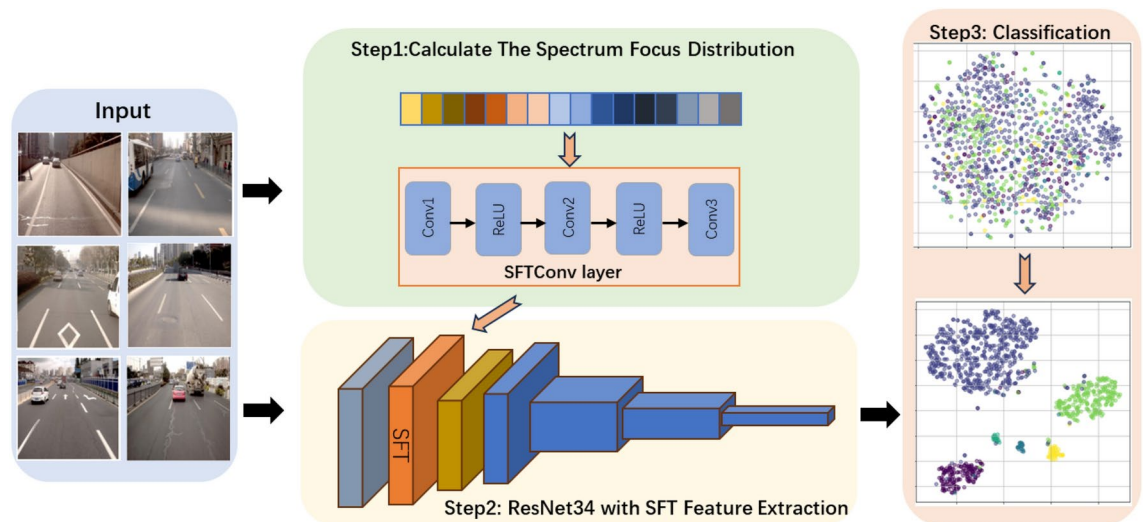 Input
Step1:Calculate The Spectrum Focus Distribution
Conv1
ReLU
Conv2
ReLU
Conv3
SFTConv layer
SFT
Step2: ResNet34 with SFT Feature Extraction
Step3: Classification